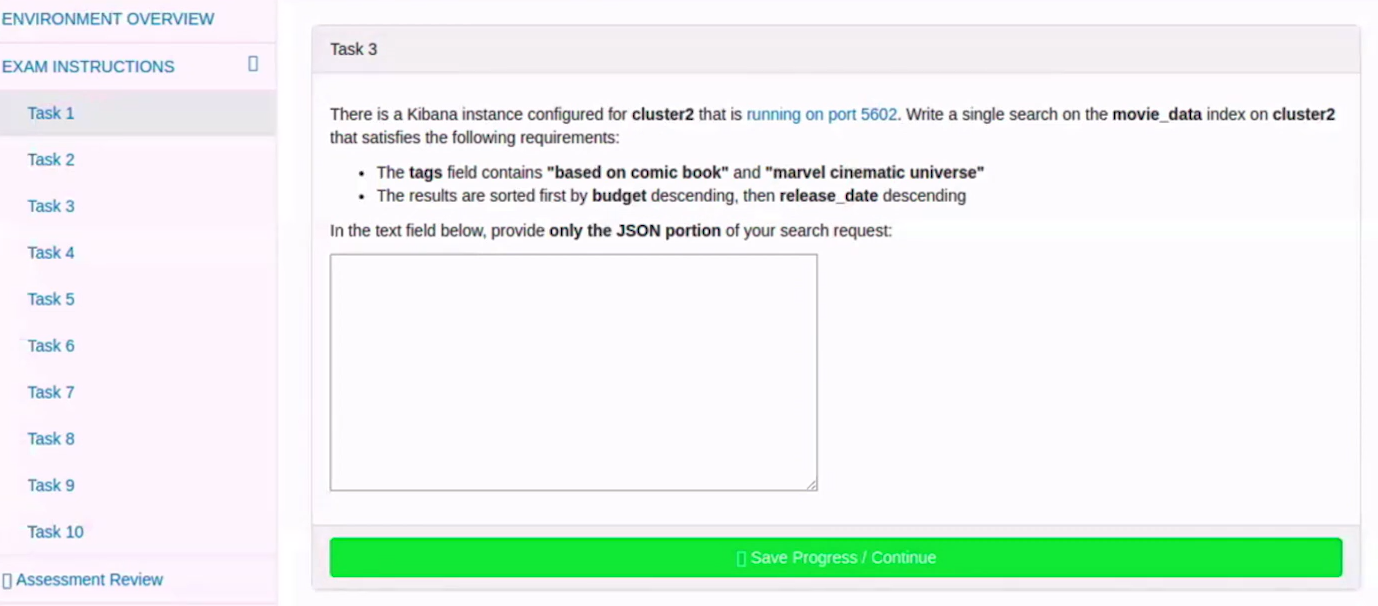 ENVIRONMENT OVERVIEW
EXAM INSTRUCTIONS
Task 1
Task 2
Task 3
Task 4
Task 5
Task 6
Task 7
Task 8
Task 9
Task 10
Assessment Review
Task 3
There is a Kibana instance configured for cluster2 that is running on port 5602. Write a single search on the movie_data index on cluster2
that satisfies the following requirements:
• The tags field contains "based on comic book" and "marvel cinematic universe"
• The results are sorted first by budget descending, then release_date descending
In the text field below, provide only the JSON portion of your search request:
Save Progress / Continue